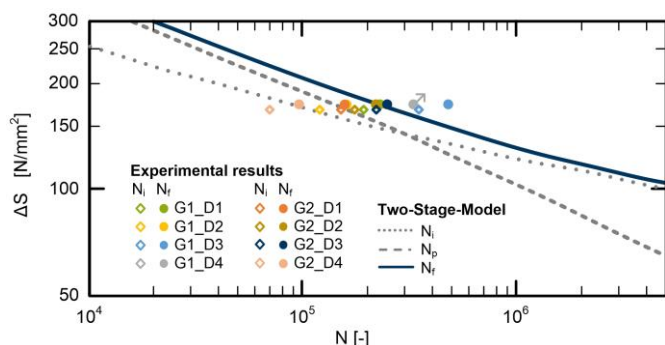 300
200
150
100
50
ΔS [N/mm²]
Experimental results
Nᵢ N_f Nᵢ N_f
G1_D1 G2_D1
G1_D2 G2_D2
G1_D3 G2_D3
G1_D4 G2_D4
Two-Stage-Model
Nᵢ
Nₚ
N_f
10⁴ 10⁵ 10⁶
N [-]